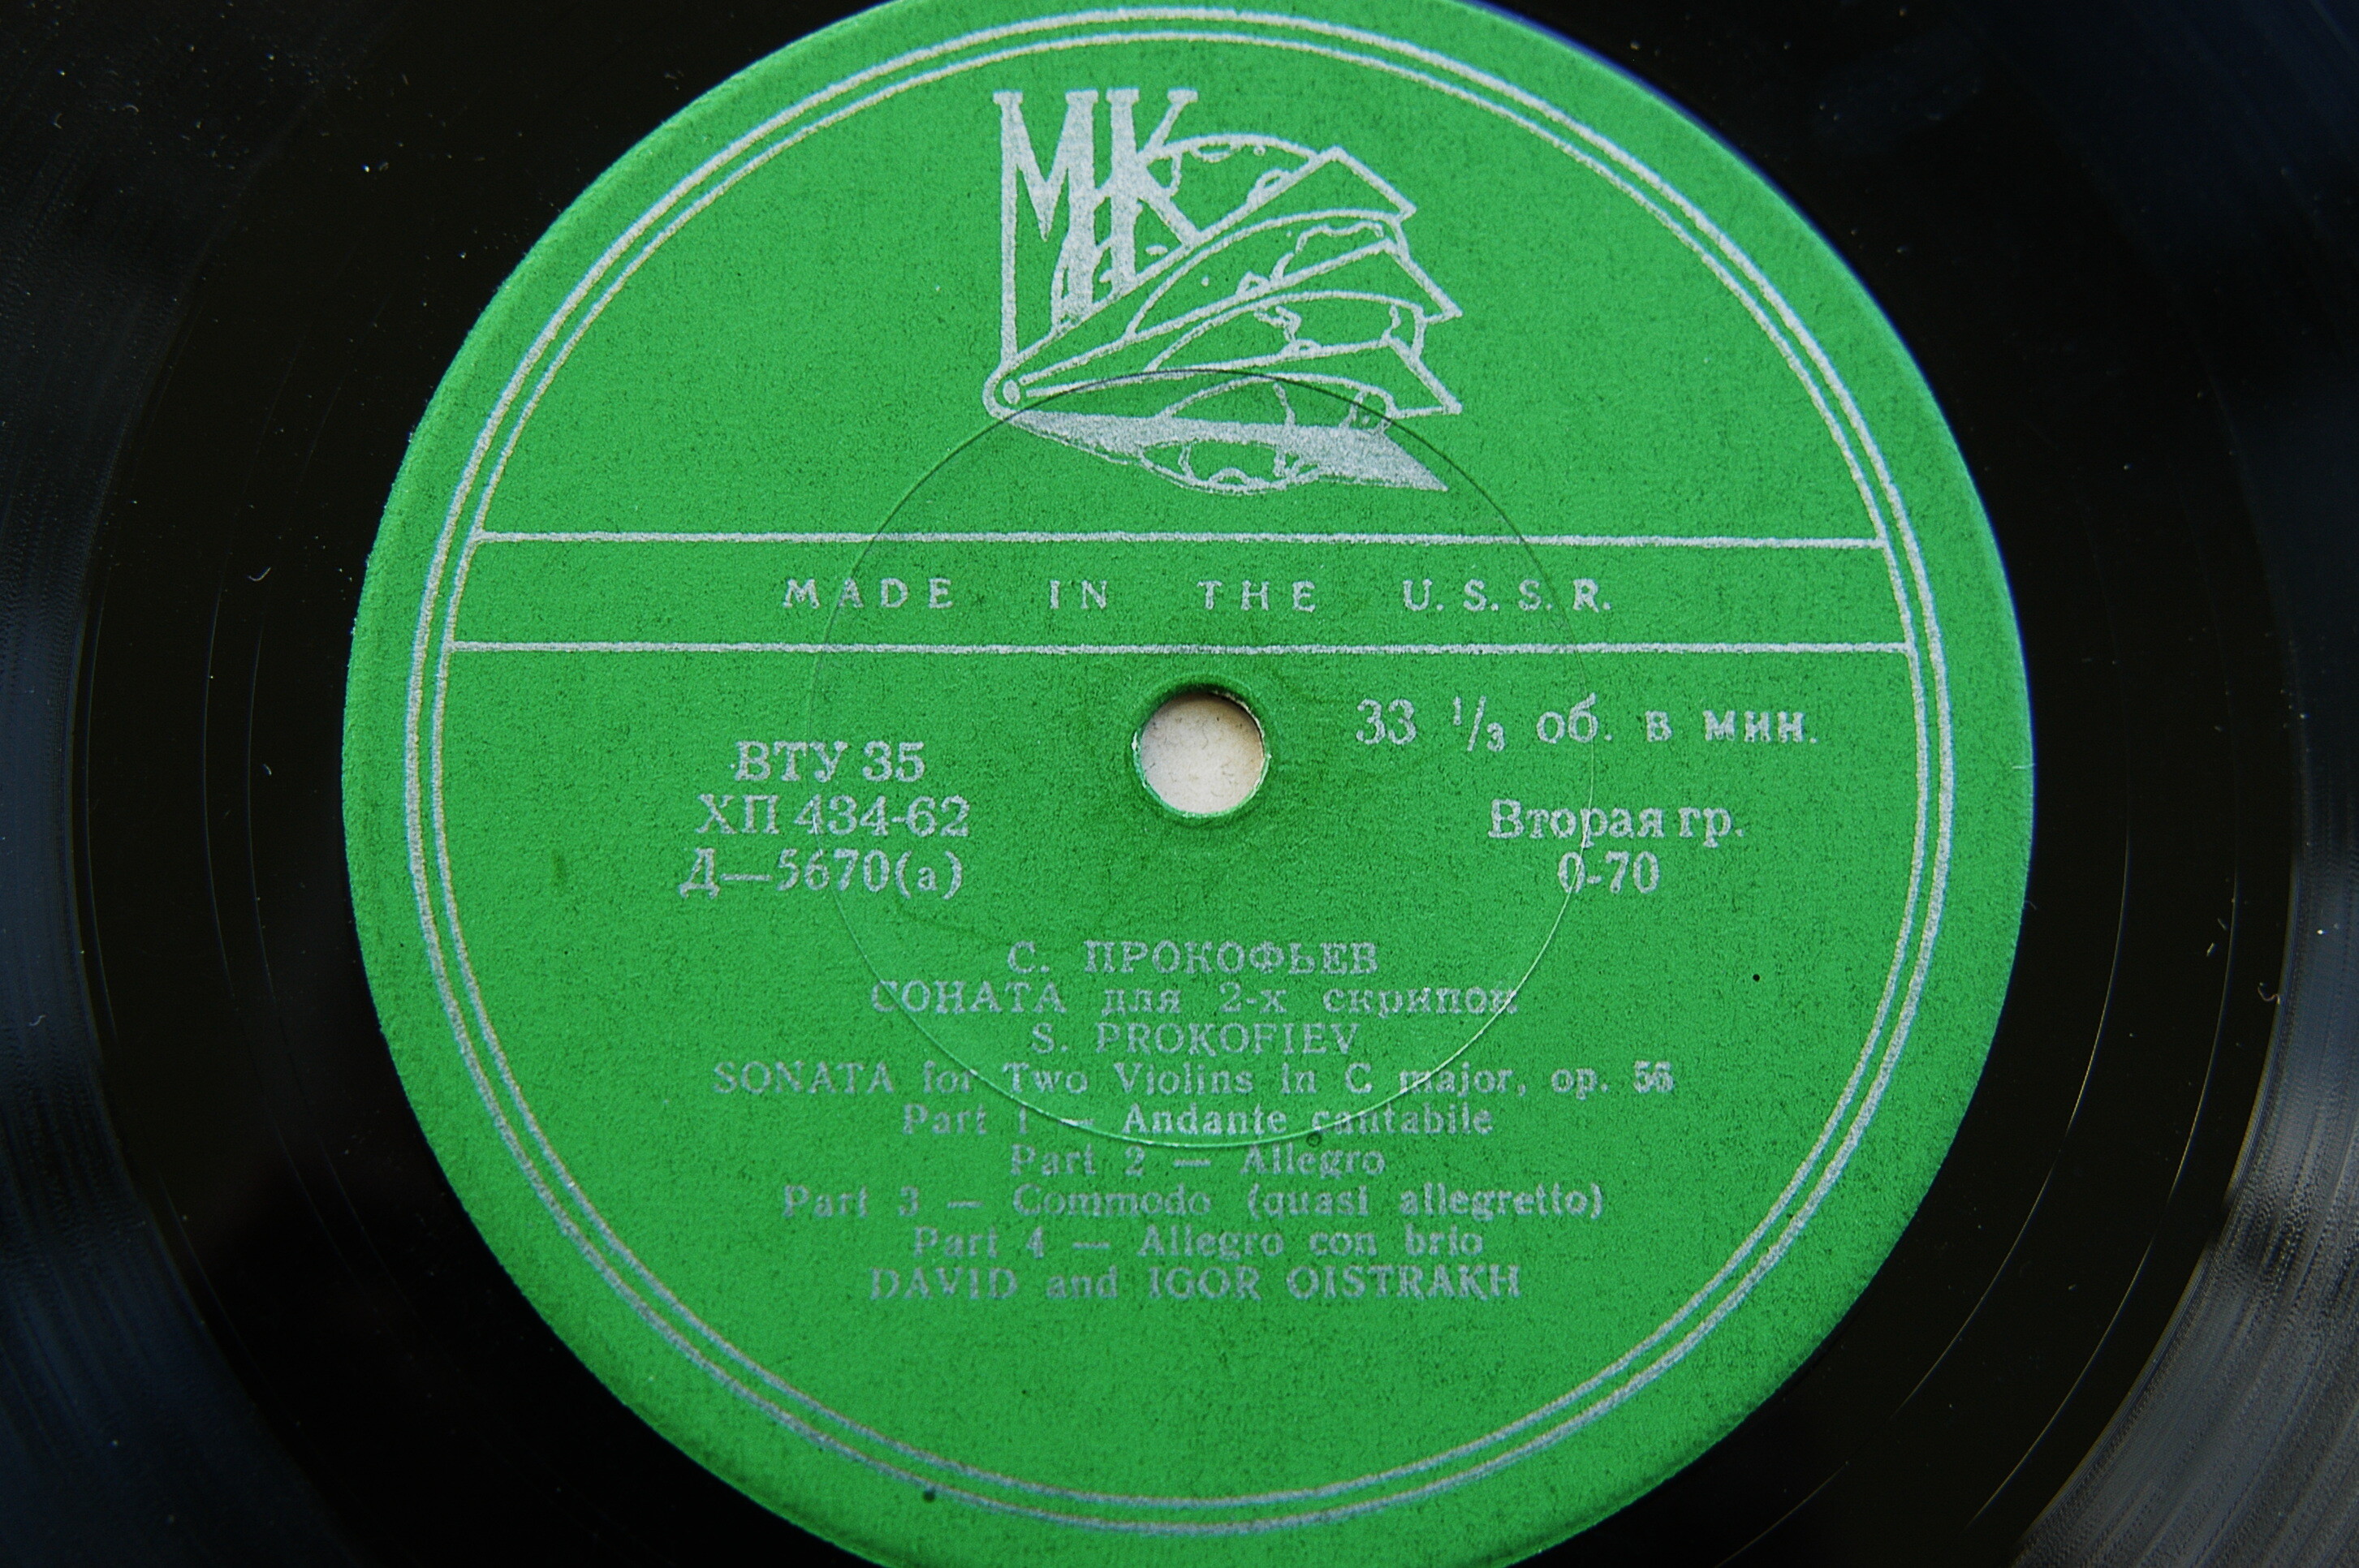 МК
MADE IN THE U.S.S.R.
33 1/3 об. в мин.
ВТУ 35
ХП 434-62
Д—5670(а)
Вторая гр.
0-70
С. ПРОКОФЬЕВ
СОНАТА для 2-х скрипок
S. PROKOFIEV
SONATA for Two Violins in C major, op. 56
Part 1 — Andante cantabile
Part 2 — Allegro
Part 3 — Commodo (quasi allegretto)
Part 4 — Allegro con brio
DAVID and IGOR OISTRAKH